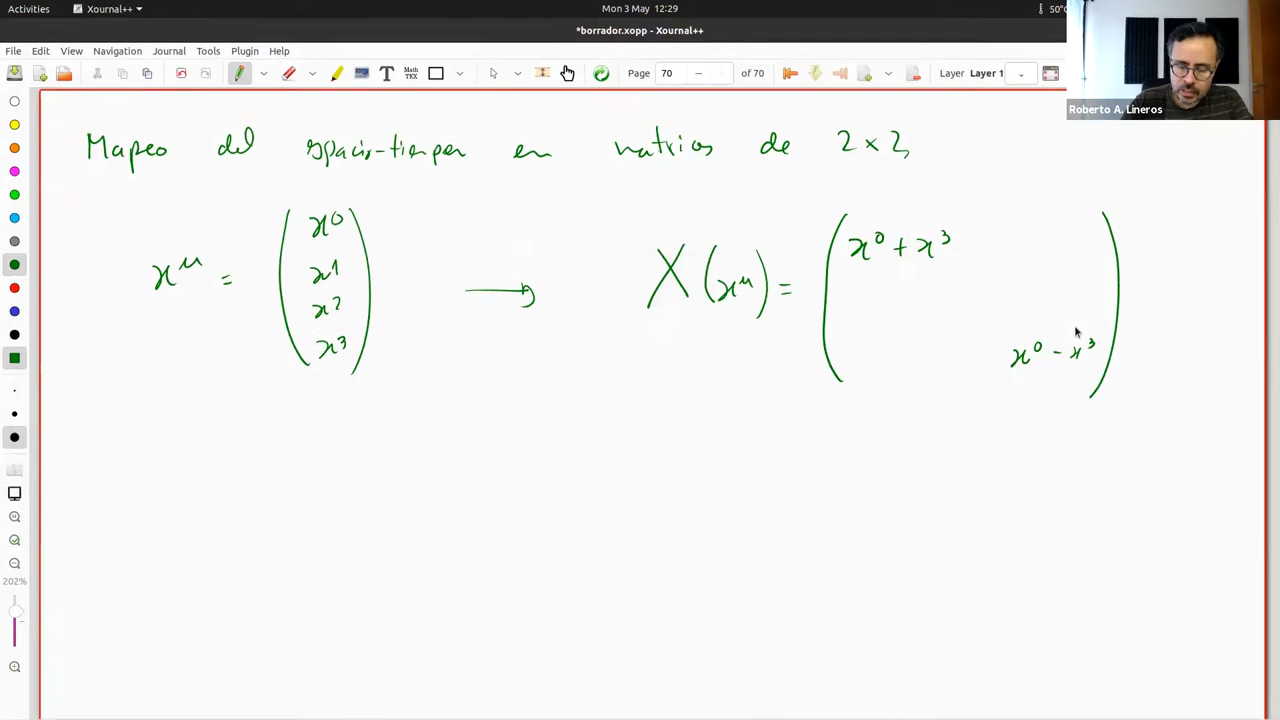 Activities Xournal++ Mon 3 May 12:29 50°
*borrador.xopp - Xournal++
File Edit View Navigation Journal Tools Plugin Help
Page 70 of 70 Layer Layer 1
Roberto A. Lineros
Mapeo del espacio-tiempo en matrices de 2 × 2,
x^μ = (x^0 x^1 x^2 x^3) → X(x^μ) = (x^0 + x^3 x^0 - x^3)
202%